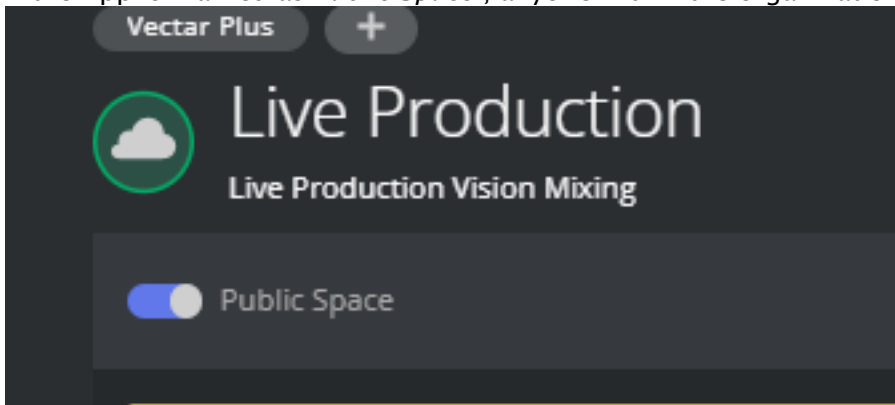 Vectar Plus +
Live Production
Live Production Vision Mixing
Public Space